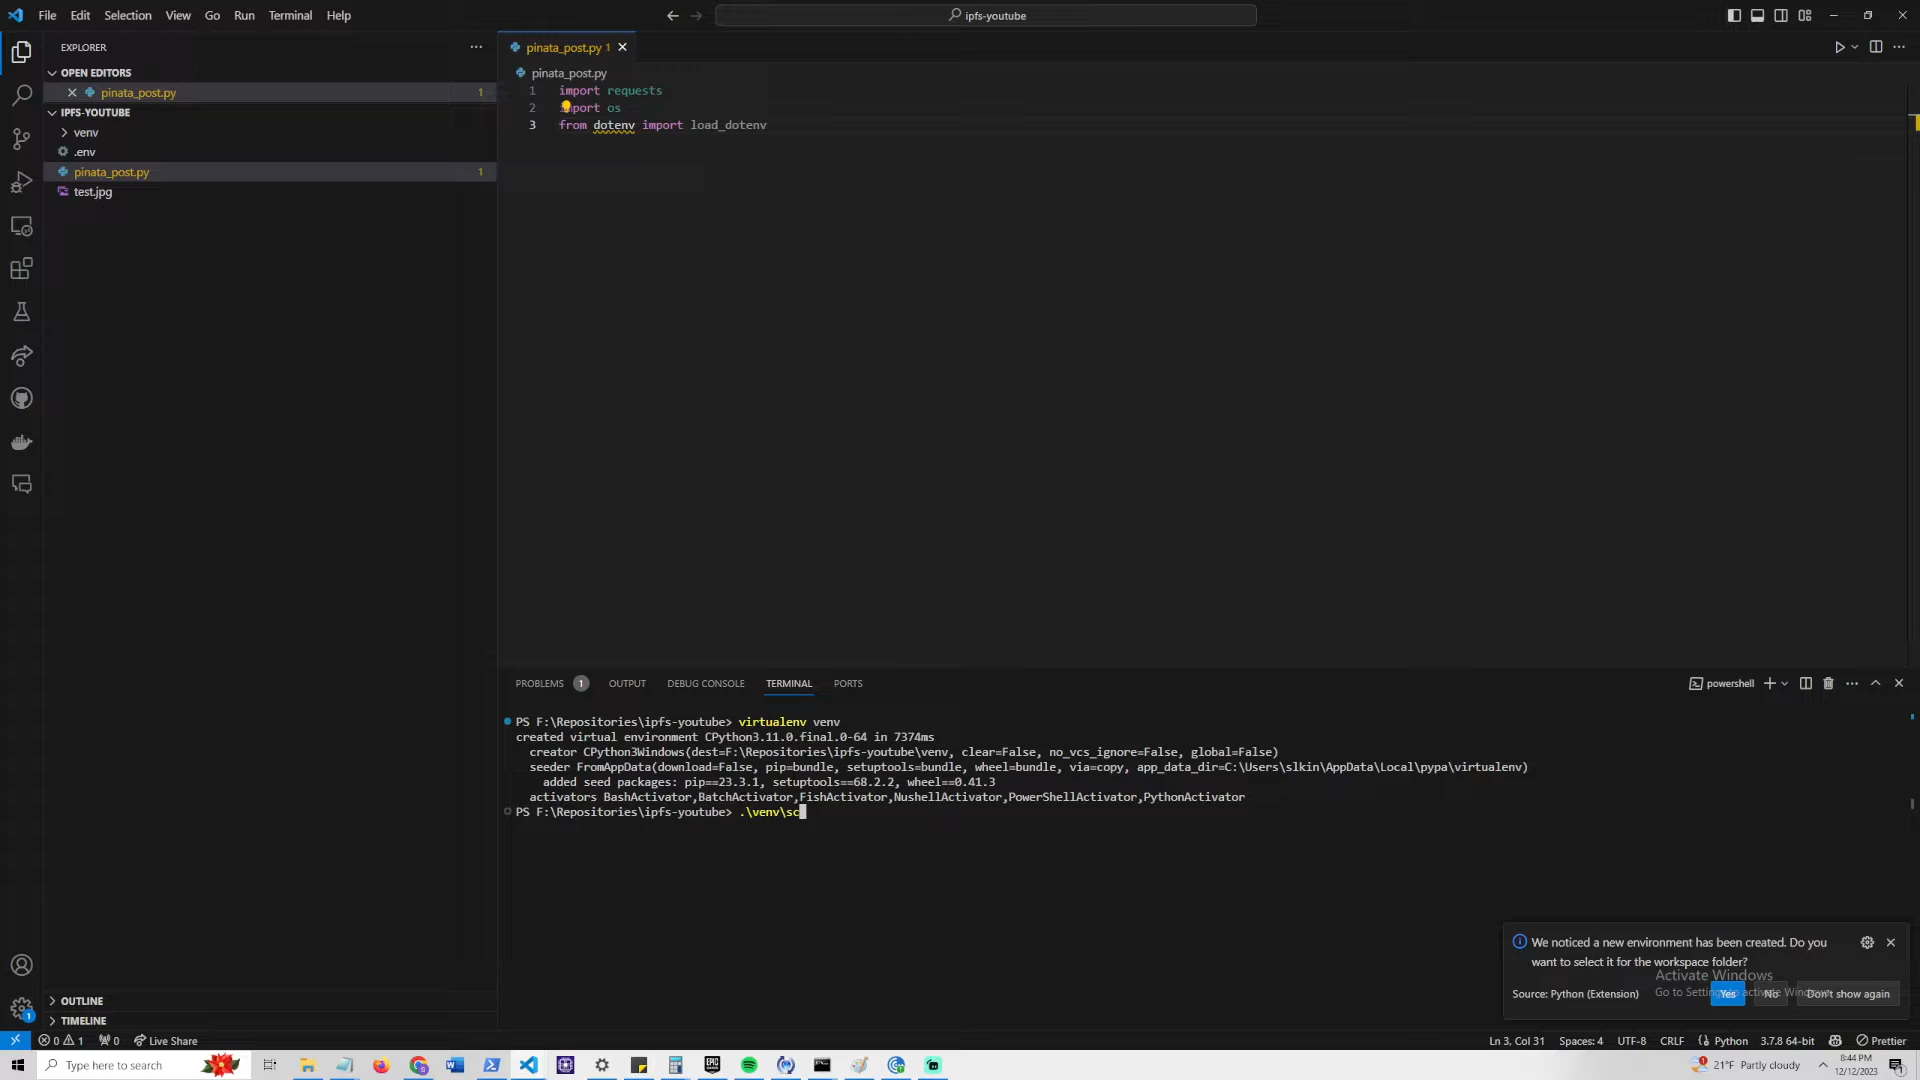 File Edit Selection View Go Run Terminal Help
ipfs-youtube
EXPLORER
OPEN EDITORS
pinata_post.py 1
IPFS-YOUTUBE
venv
.env
pinata_post.py 1
test.jpg
OUTLINE
TIMELINE
pinata_post.py 1
pinata_post.py
1 import requests
2 import os
3 from dotenv import load_dotenv
PROBLEMS 1 OUTPUT DEBUG CONSOLE TERMINAL PORTS
powershell
PS F:\Repositories\ipfs-youtube> virtualenv venv
created virtual environment CPython3.11.0.final.0-64 in 7374ms
creator CPython3Windows(dest=F:\Repositories\ipfs-youtube\venv, clear=False, no_vcs_ignore=False, global=False)
seeder FromAppData(download=False, pip=bundle, setuptools=bundle, wheel=bundle, via=copy, app_data_dir=C:\Users\slkin\AppData\Local\pypa\virtualenv)
added seed packages: pip==23.3.1, setuptools==68.2.2, wheel==0.41.3
activators BashActivator,BatchActivator,FishActivator,NushellActivator,PowerShellActivator,PythonActivator
PS F:\Repositories\ipfs-youtube> .\venv\sc
We noticed a new environment has been created. Do you
want to select it for the workspace folder?
Activate Windows
Go to Settings to activate Windows.
Source: Python (Extension) Yes No Don't show again
0 1 0 Live Share
Ln 3, Col 31 Spaces: 4 UTF-8 CRLF Python 3.7.8 64-bit Prettier
Type here to search
EPIC GAMES
21°F Partly cloudy
8:44 PM
12/12/2023